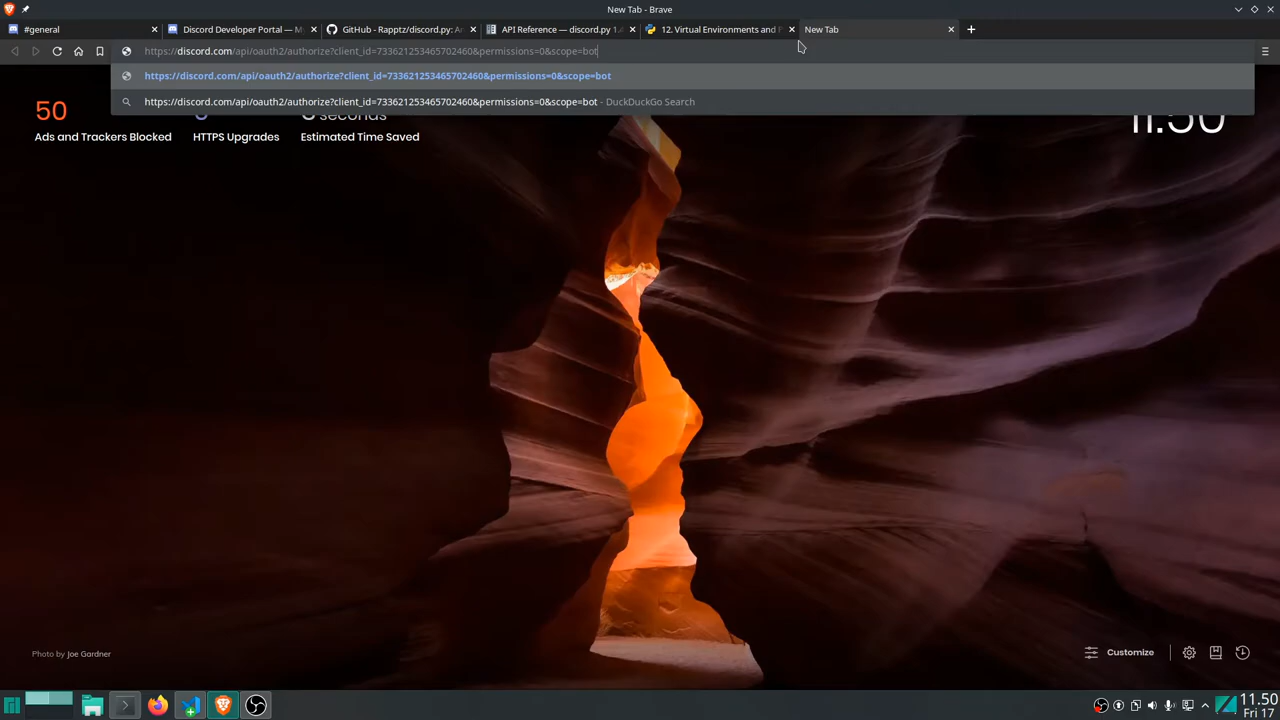 New Tab - Brave
#general
Discord Developer Portal — M
GitHub - Rapptz/discord.py: A
API Reference — discord.py 1.
12. Virtual Environments and
New Tab
https://discord.com/api/oauth2/authorize?client_id=733621253465702460&permissions=0&scope=bot
https://discord.com/api/oauth2/authorize?client_id=733621253465702460&permissions=0&scope=bot
https://discord.com/api/oauth2/authorize?client_id=733621253465702460&permissions=0&scope=bot - DuckDuckGo Search
50
seconds
11:50
Ads and Trackers Blocked
HTTPS Upgrades
Estimated Time Saved
Photo by Joe Gardner
Customize
11.50
Fri 17